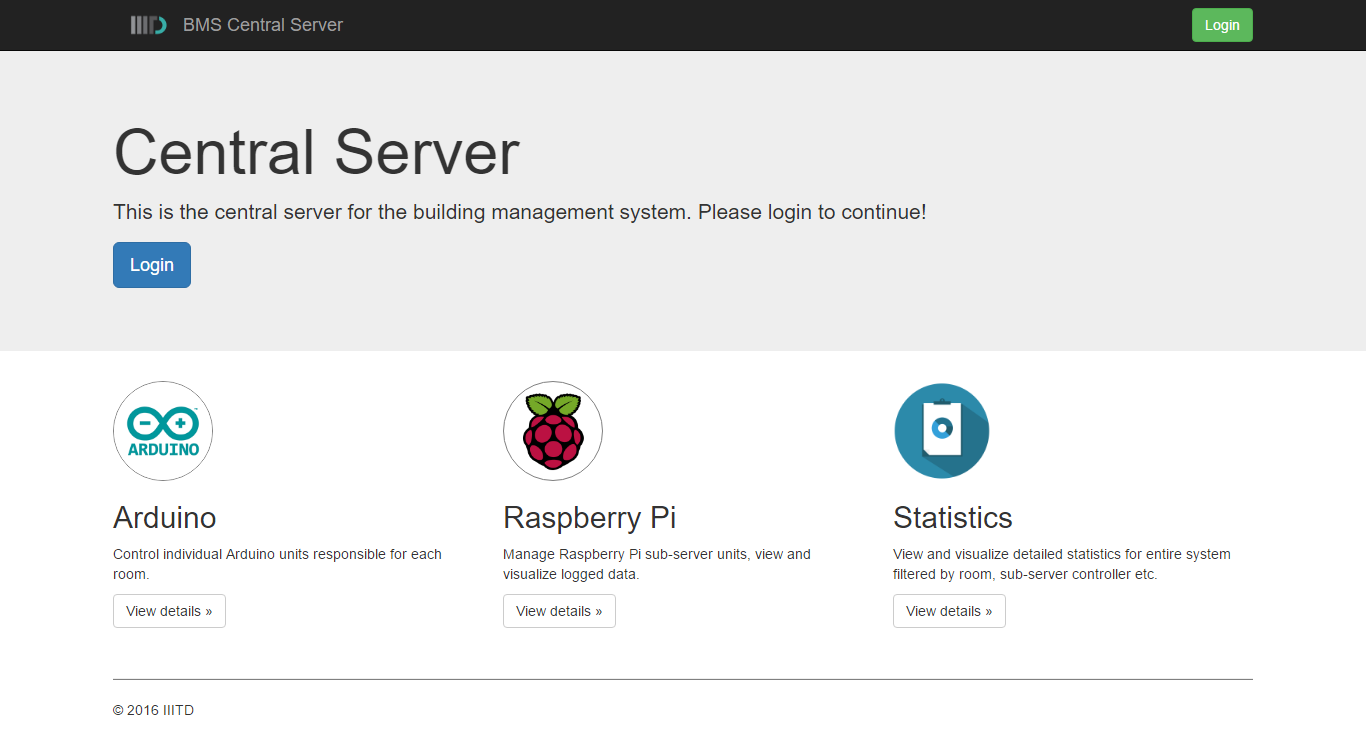 IIID BMS Central Server Login
Central Server
This is the central server for the building management system. Please login to continue!
Login
ARDUINO
Arduino
Control individual Arduino units responsible for each
room.
View details »
Raspberry Pi
Manage Raspberry Pi sub-server units, view and
visualize logged data.
View details »
Statistics
View and visualize detailed statistics for entire system
filtered by room, sub-server controller etc.
View details »
© 2016 IIITD